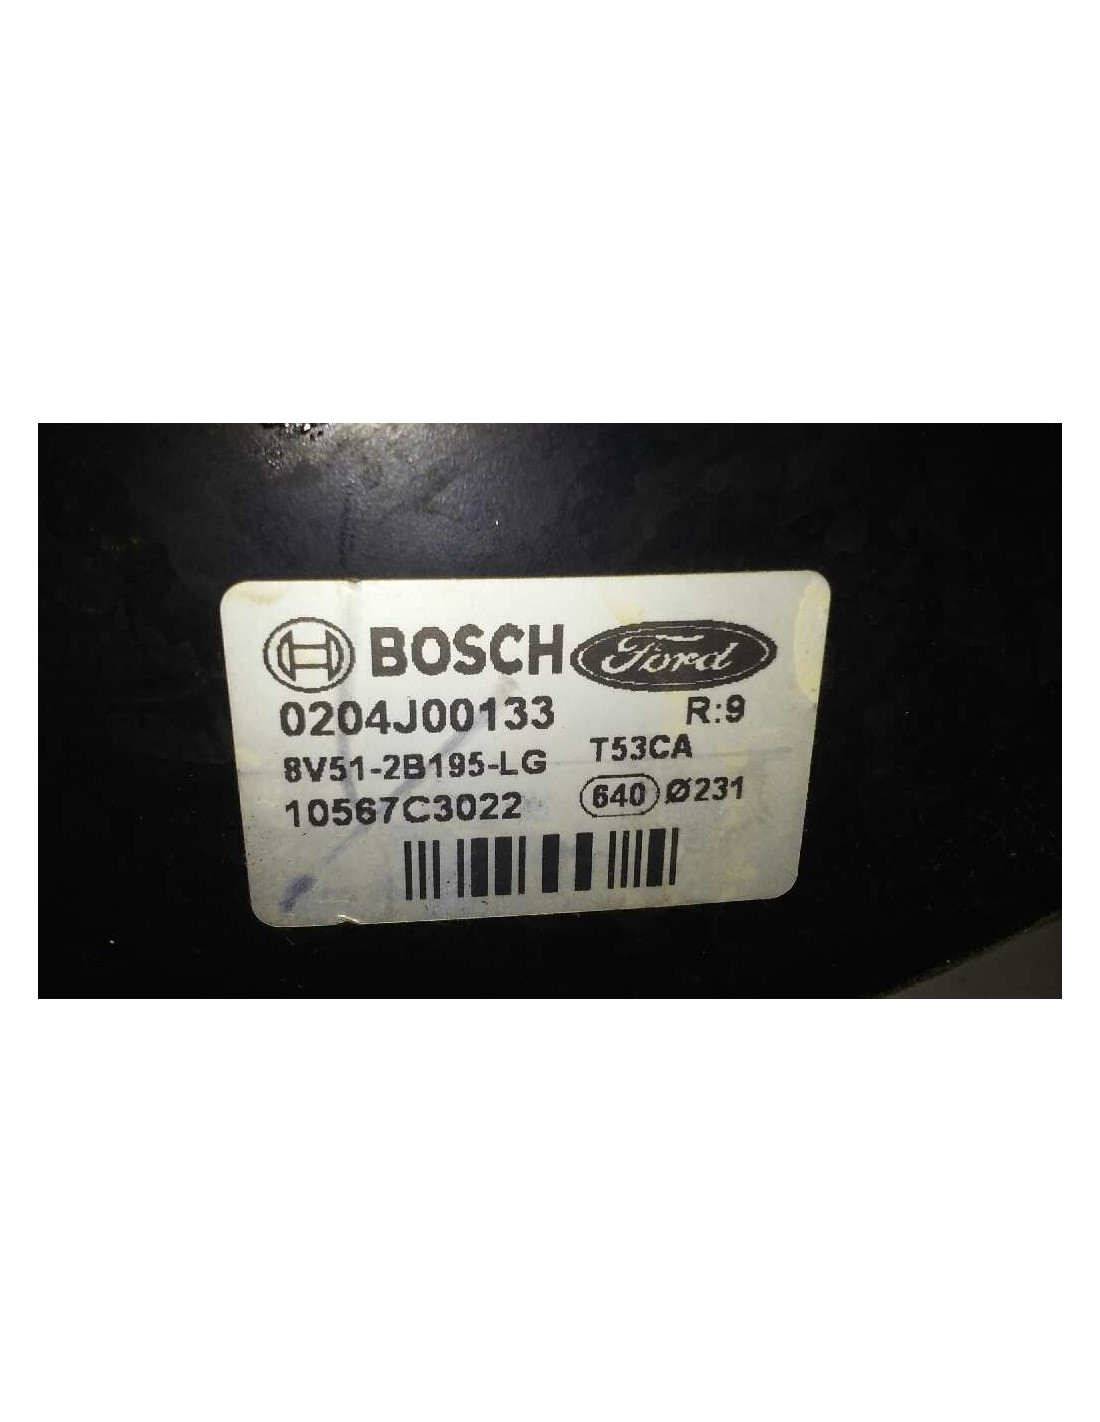 BOSCH Ford
0204J00133 R:9
8V51-2B195-LG T53CA
10567C3022 640 Ø231